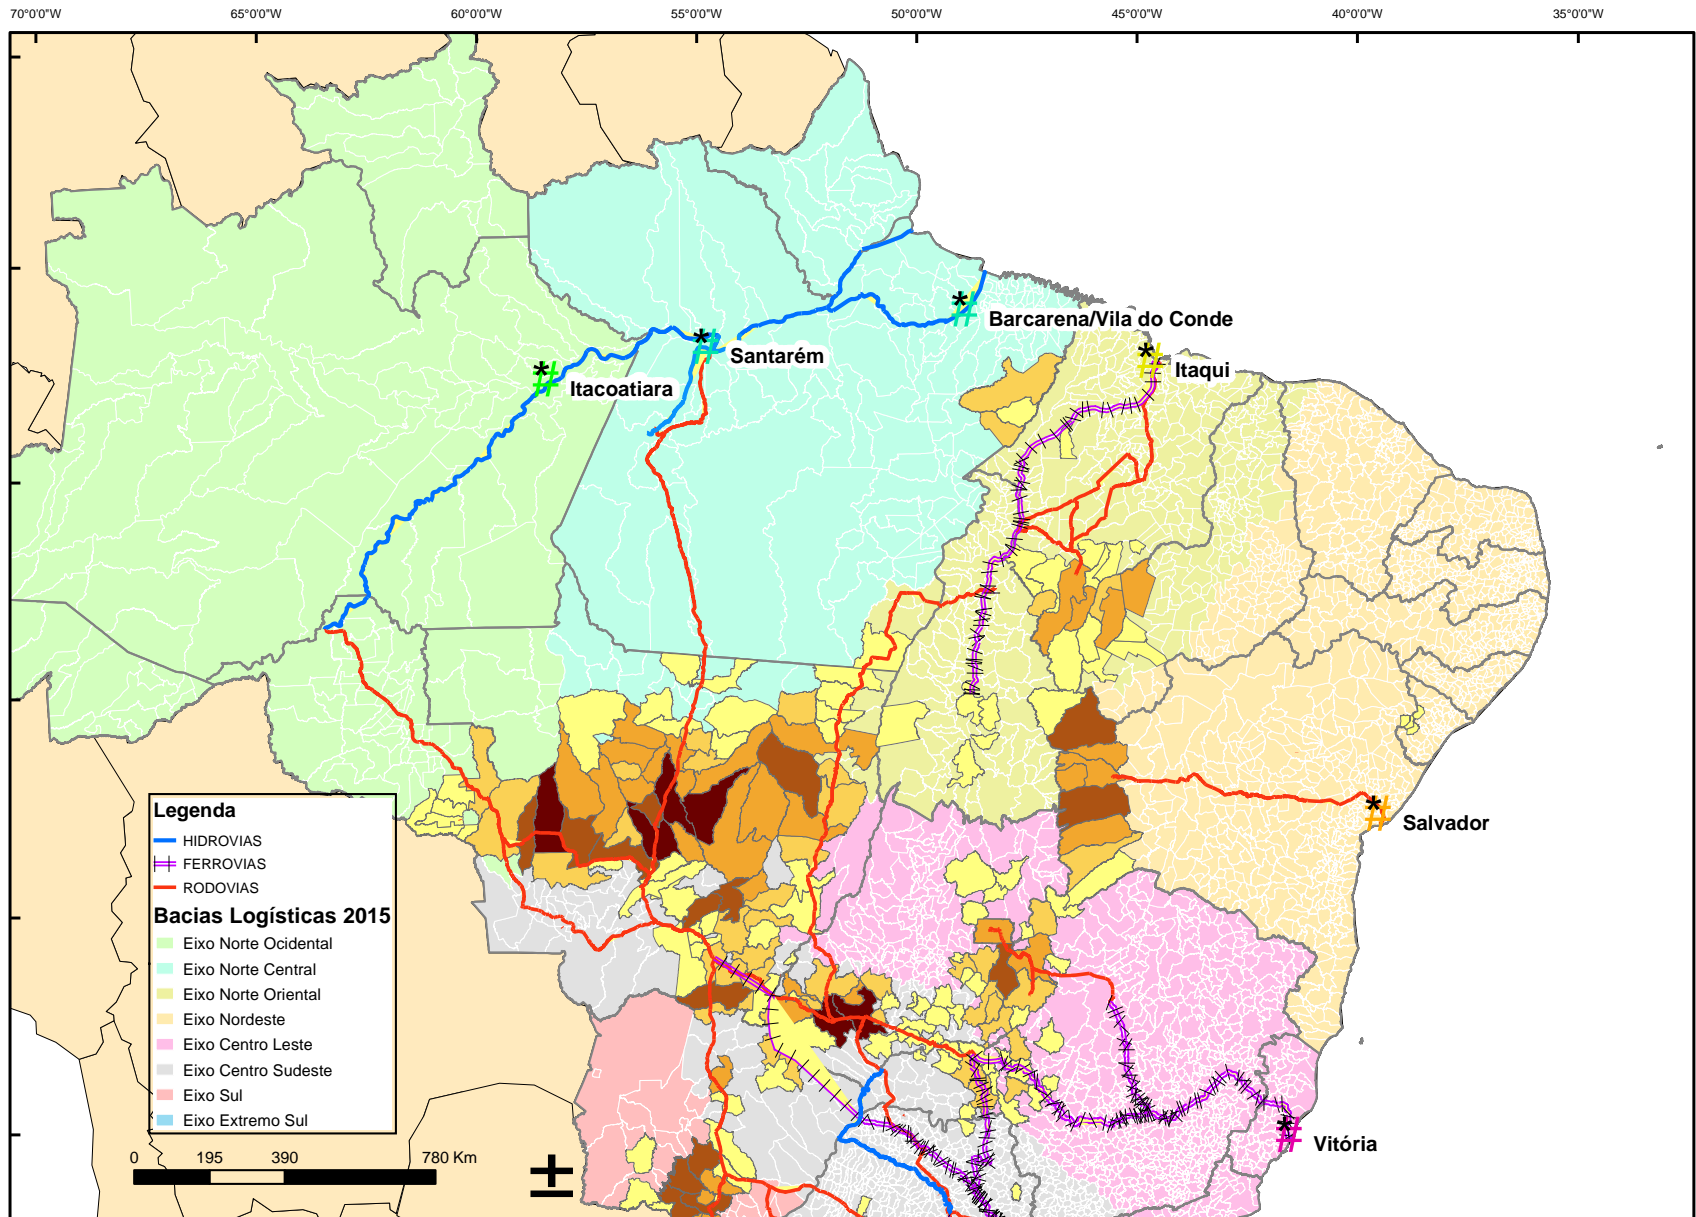 70°0'0"W 65°0'0"W 60°0'0"W 55°0'0"W 50°0'0"W 45°0'0"W 40°0'0"W 35°0'0"W
Barcarena/Vila do Conde
Santarém
Itaqui
Itacoatiara
Salvador
Vitória
Legenda
HIDROVIAS
FERROVIAS
RODOVIAS
Bacias Logísticas 2015
Eixo Norte Ocidental
Eixo Norte Central
Eixo Norte Oriental
Eixo Nordeste
Eixo Centro Leste
Eixo Centro Sudeste
Eixo Sul
Eixo Extremo Sul
0 195 390 780 Km